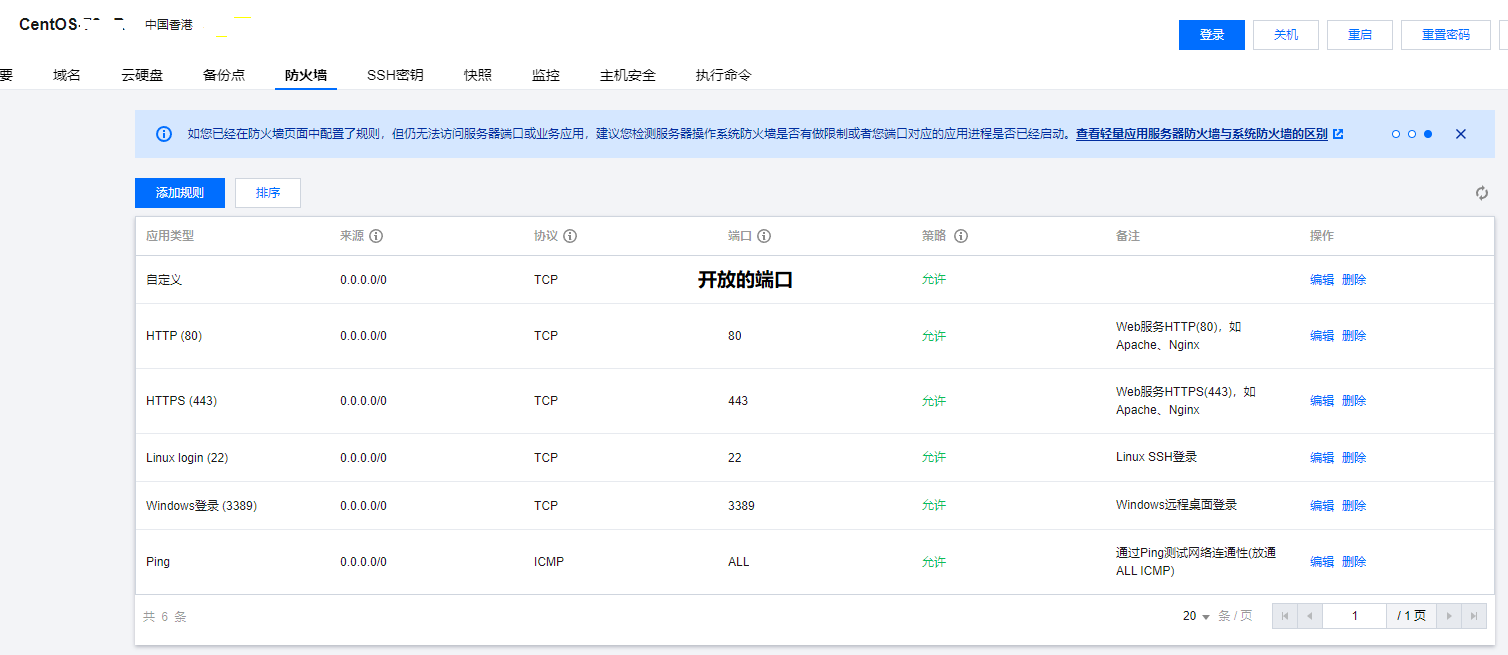 CentOS 中国香港
登录 关机 重启 重置密码
要 域名 云硬盘 备份点 防火墙 SSH密钥 快照 监控 主机安全 执行命令
如您已经在防火墙页面中配置了规则，但仍无法访问服务器端口或业务应用，建议您检测服务器操作系统防火墙是否有做限制或者您端口对应的应用进程是否已经启动。查看轻量应用服务器防火墙与系统防火墙的区别
添加规则 排序
应用类型 来源 协议 端口 策略 备注 操作
自定义 0.0.0.0/0 TCP 开放的端口 允许 编辑 删除
HTTP (80) 0.0.0.0/0 TCP 80 允许 Web服务HTTP(80)，如
Apache、Nginx 编辑 删除
HTTPS (443) 0.0.0.0/0 TCP 443 允许 Web服务HTTPS(443)，如
Apache、Nginx 编辑 删除
Linux login (22) 0.0.0.0/0 TCP 22 允许 Linux SSH登录 编辑 删除
Windows登录 (3389) 0.0.0.0/0 TCP 3389 允许 Windows远程桌面登录 编辑 删除
Ping 0.0.0.0/0 ICMP ALL 允许 通过Ping测试网络连通性(放通
ALL ICMP) 编辑 删除
共 6 条 20 条 / 页 1 / 1 页